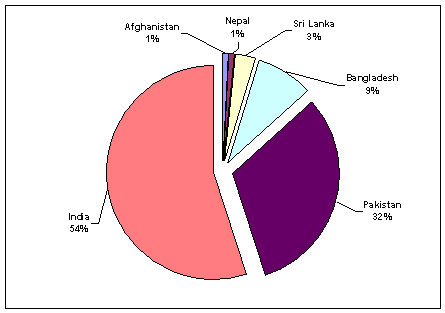 Afghanistan
1%
Nepal
1%
Sri Lanka
3%
Bangladesh
9%
Pakistan
32%
India
54%